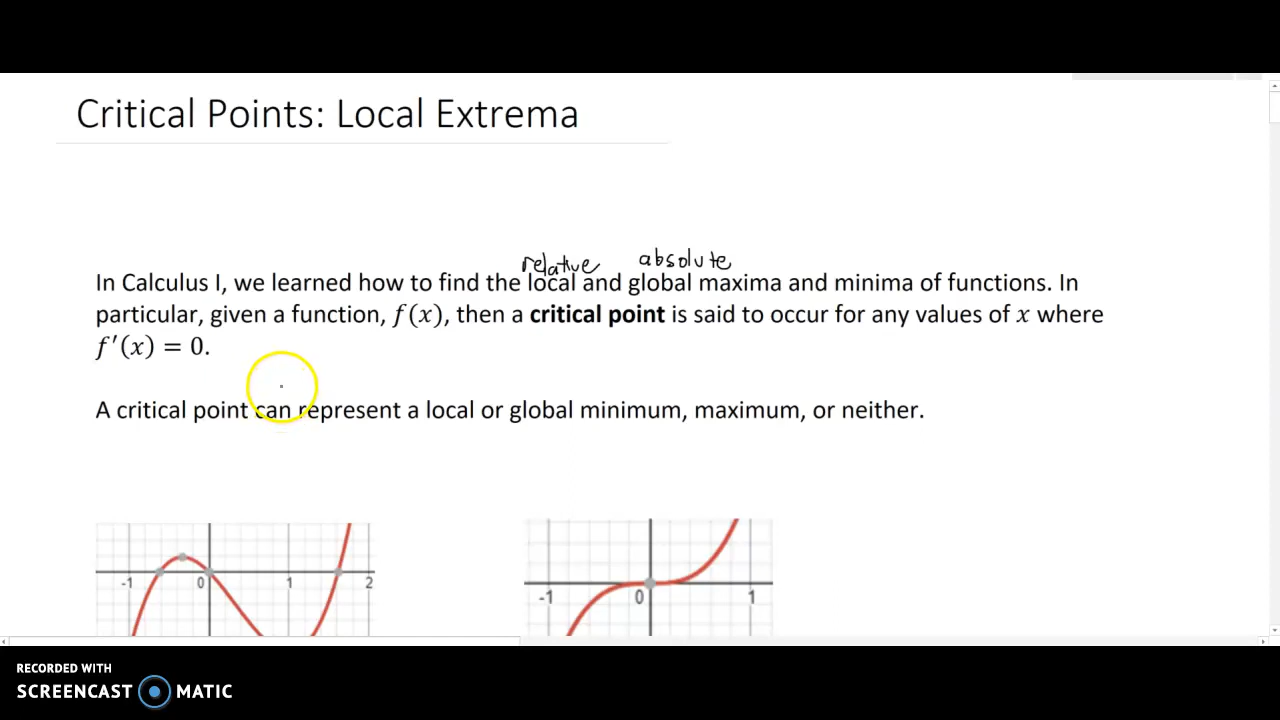 Critical Points: Local Extrema
relative absolute
In Calculus I, we learned how to find the local and global maxima and minima of functions. In
particular, given a function, f(x), then a critical point is said to occur for any values of x where
f′(x) = 0.
A critical point can represent a local or global minimum, maximum, or neither.
-1 0 1 2
-1 0 1
RECORDED WITH
SCREENCAST MATIC